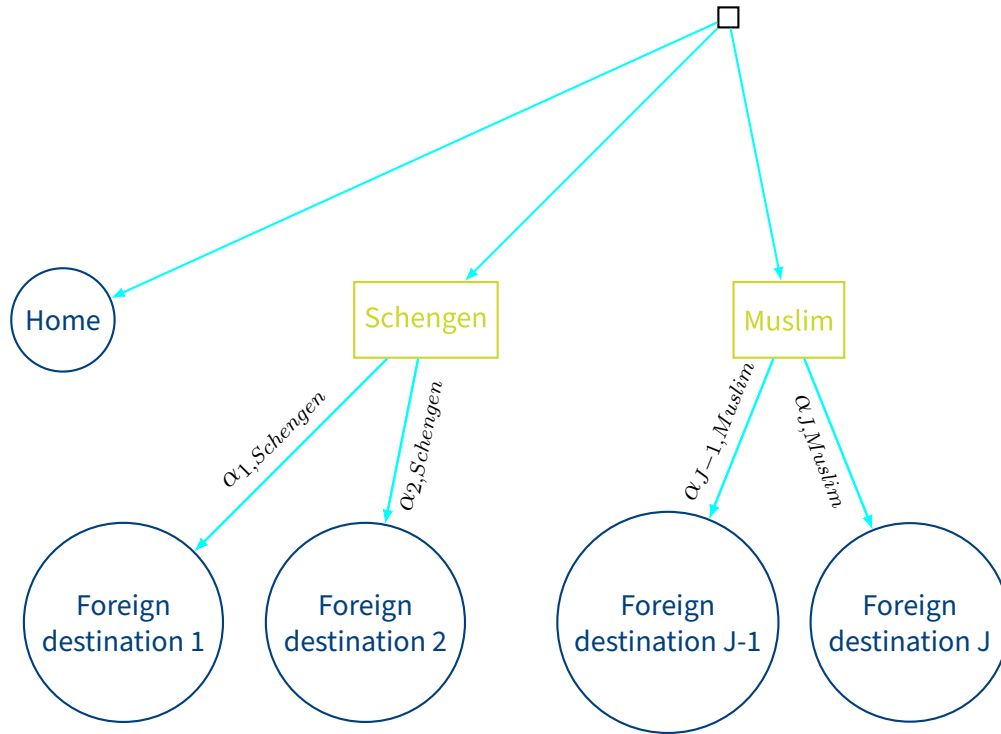 Home
Schengen
Muslim
α1,Schengen
α2,Schengen
αJ−1,Muslim
αJ,Muslim
Foreign
destination 1
Foreign
destination 2
Foreign
destination J-1
Foreign
destination J